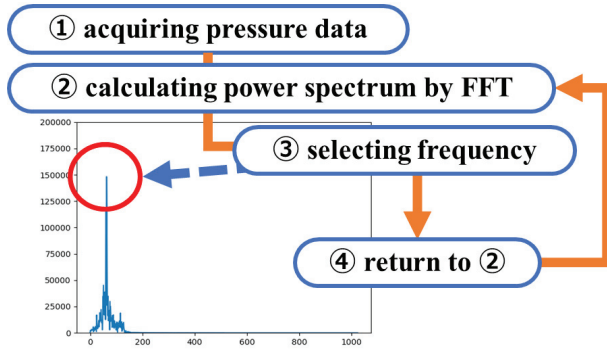 ① acquiring pressure data
② calculating power spectrum by FFT
200000
175000
③ selecting frequency
150000
125000
100000
75000
④ return to ②
50000
25000
0
0 200 400 600 800 1000